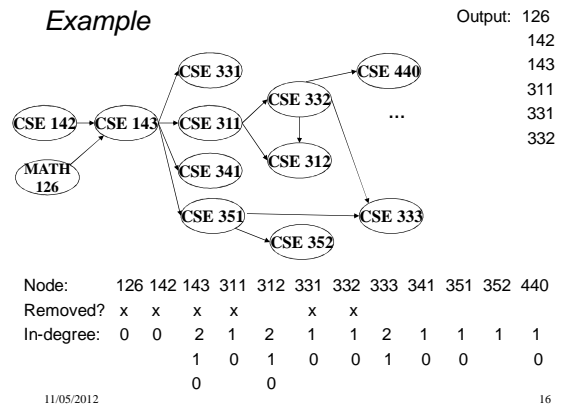 Example
Output: 126
142
143
311
331
332
CSE 331
CSE 440
CSE 332
CSE 142
CSE 143
CSE 311
...
CSE 312
MATH
126
CSE 341
CSE 351
CSE 333
CSE 352
Node: 126 142 143 311 312 331 332 333 341 351 352 440
Removed? x x x x x x
In-degree: 0 0 2 1 2 1 1 2 1 1 1 1
1 0 1 0 0 1 0 0 0
0 0
11/05/2012
16